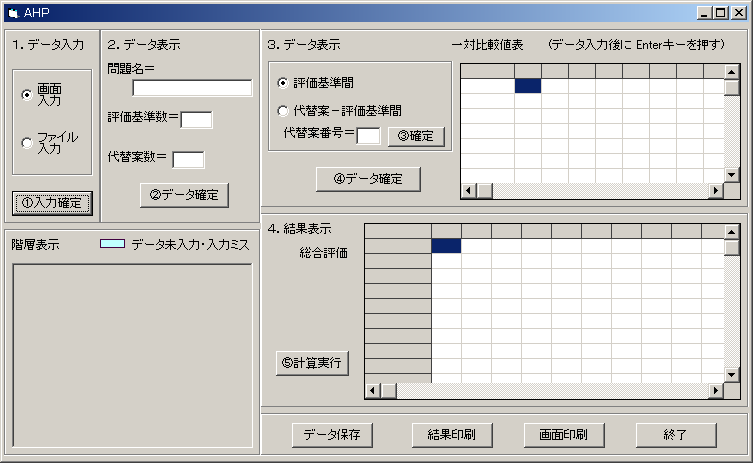 AHP
1．データ入力
画面
入力
ファイル
入力
①入力確定
2．データ表示
問題名＝
評価基準数＝
代替案数＝
②データ確定
3．データ表示
→対比較値表 (データ入力後に Enterキーを押す)
評価基準間
代替案－評価基準間
代替案番号＝
③確定
④データ確定
階層表示
データ未入力・入力ミス
4．結果表示
総合評価
⑤計算実行
データ保存
結果印刷
画面印刷
終了